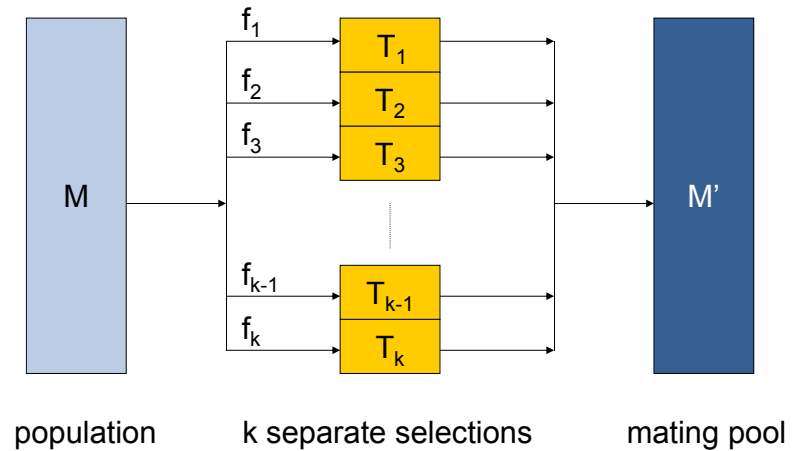 f₁
T₁
f₂
T₂
f₃
T₃
M
M’
fₖ₋₁
Tₖ₋₁
fₖ
Tₖ
population
k separate selections
mating pool